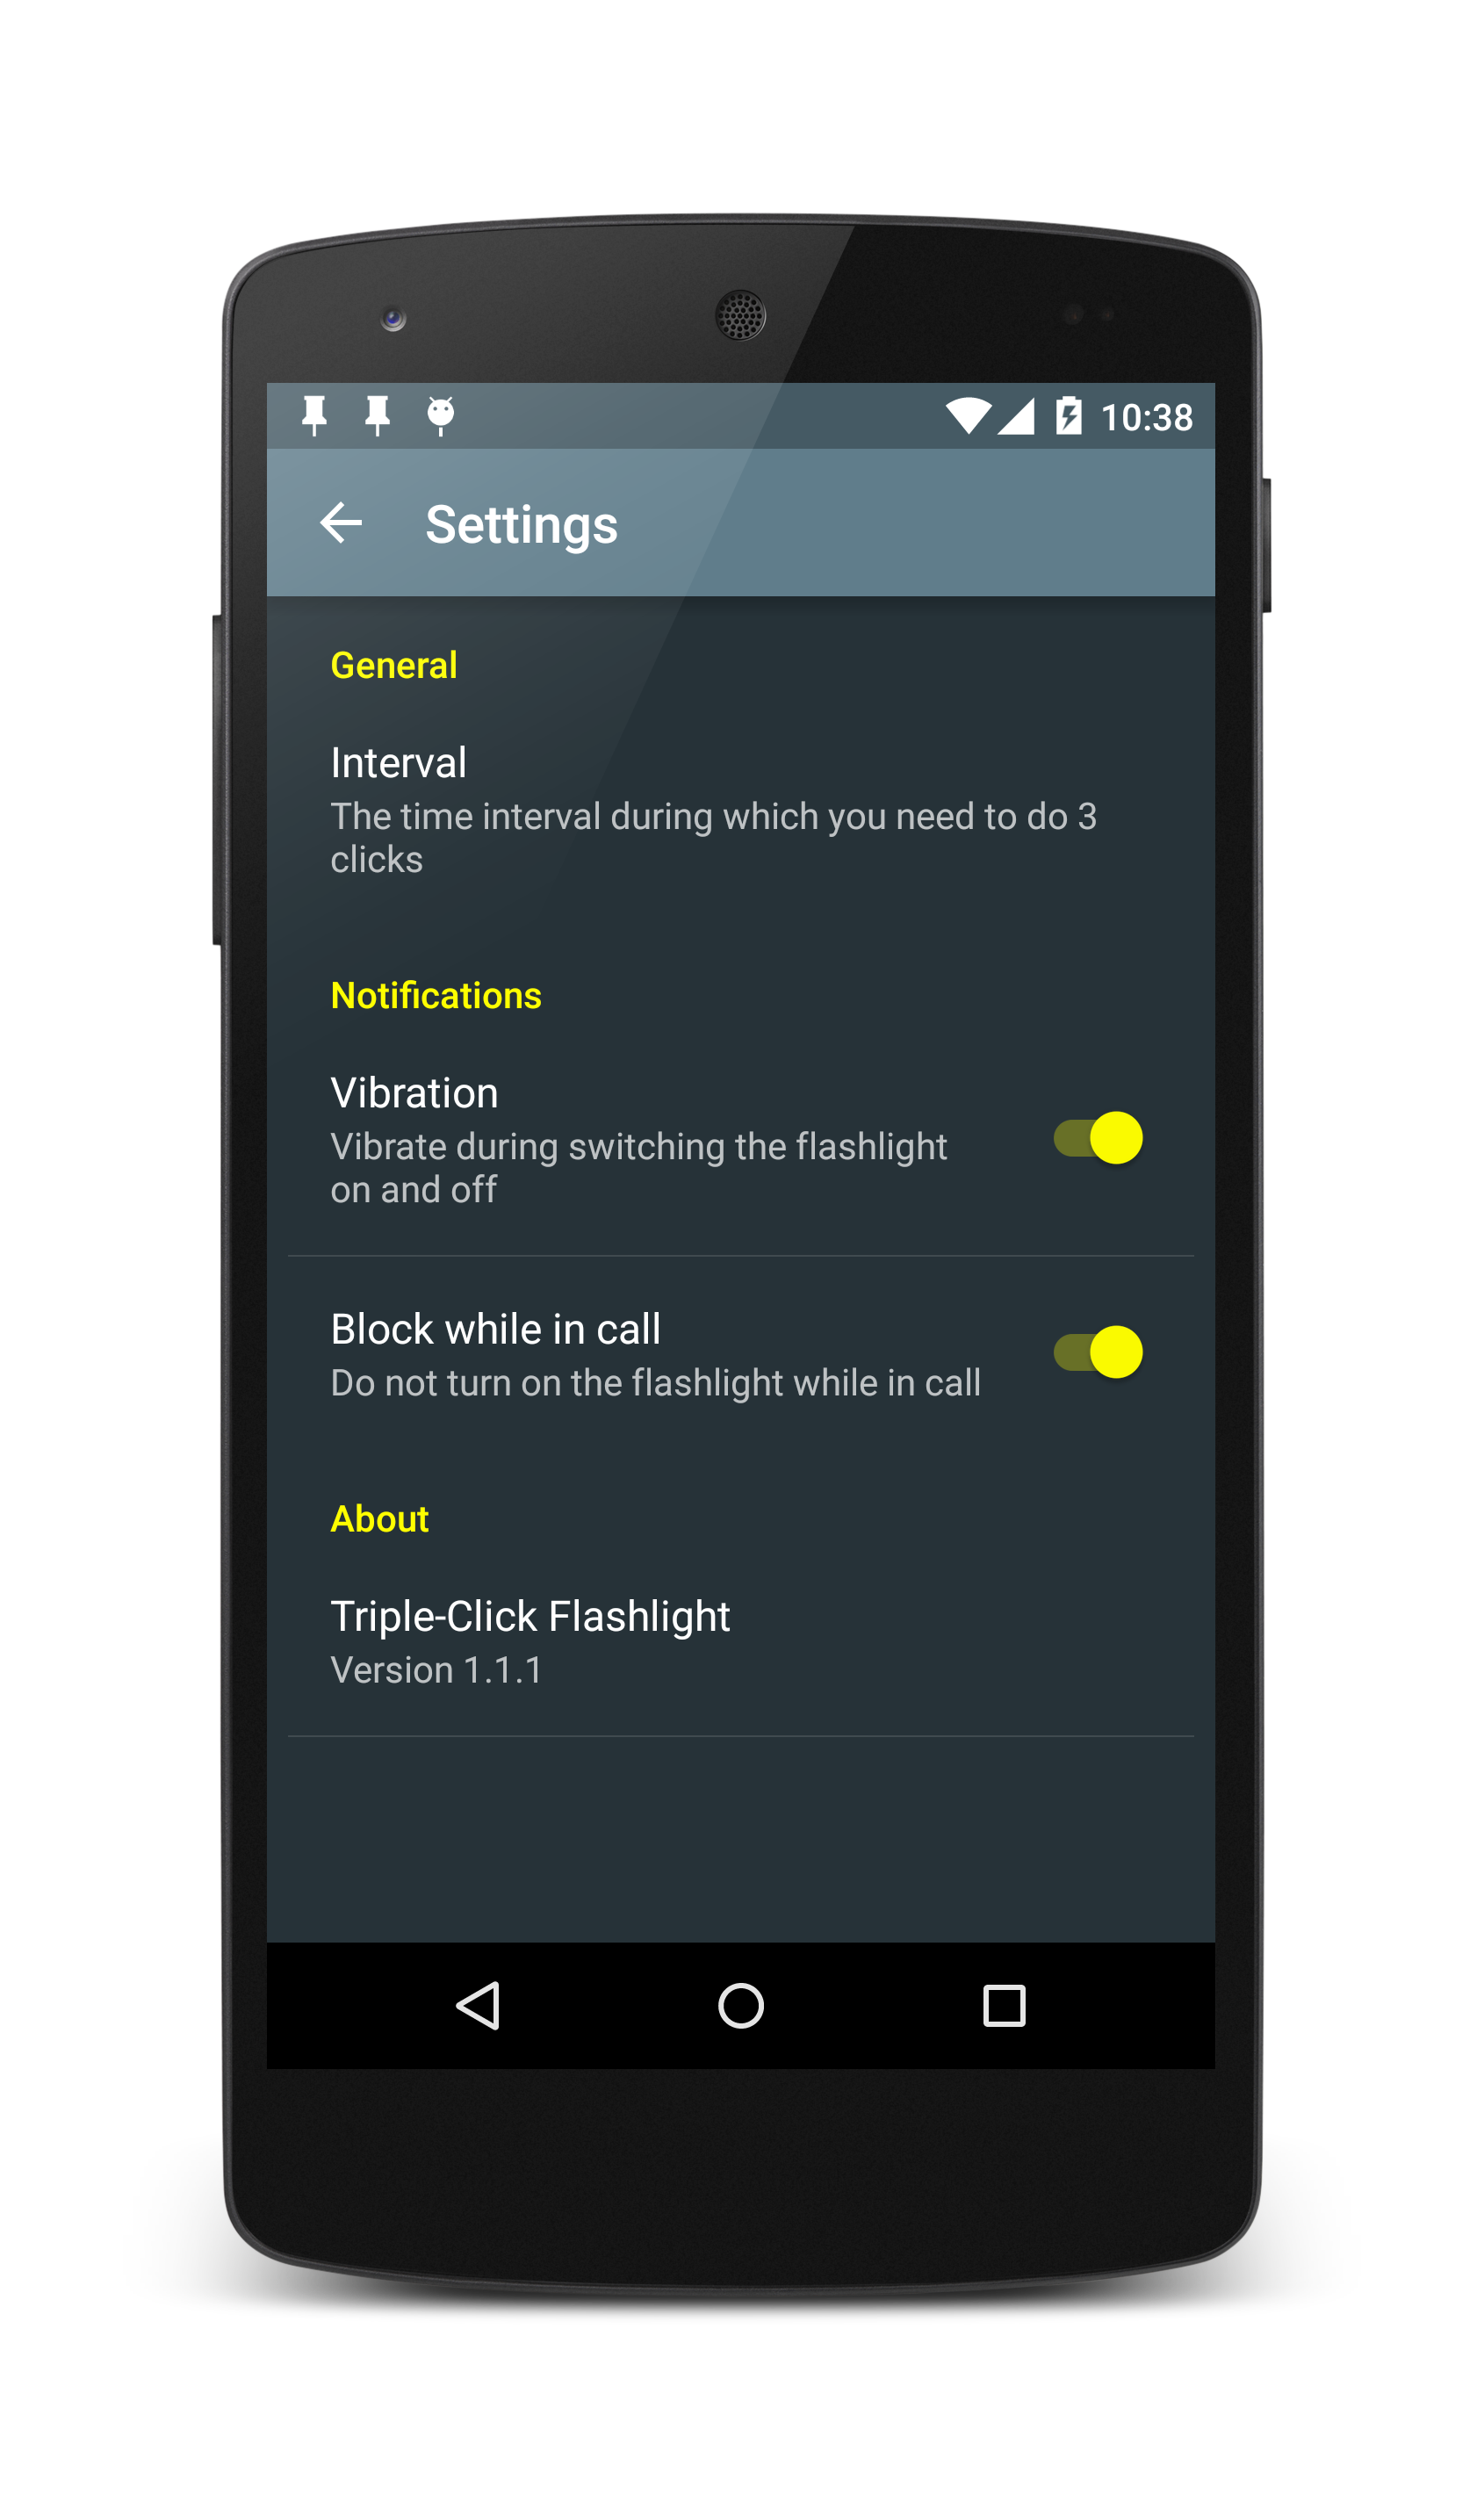 10:38
Settings
General
Interval
The time interval during which you need to do 3
clicks
Notifications
Vibration
Vibrate during switching the flashlight
on and off
Block while in call
Do not turn on the flashlight while in call
About
Triple-Click Flashlight
Version 1.1.1